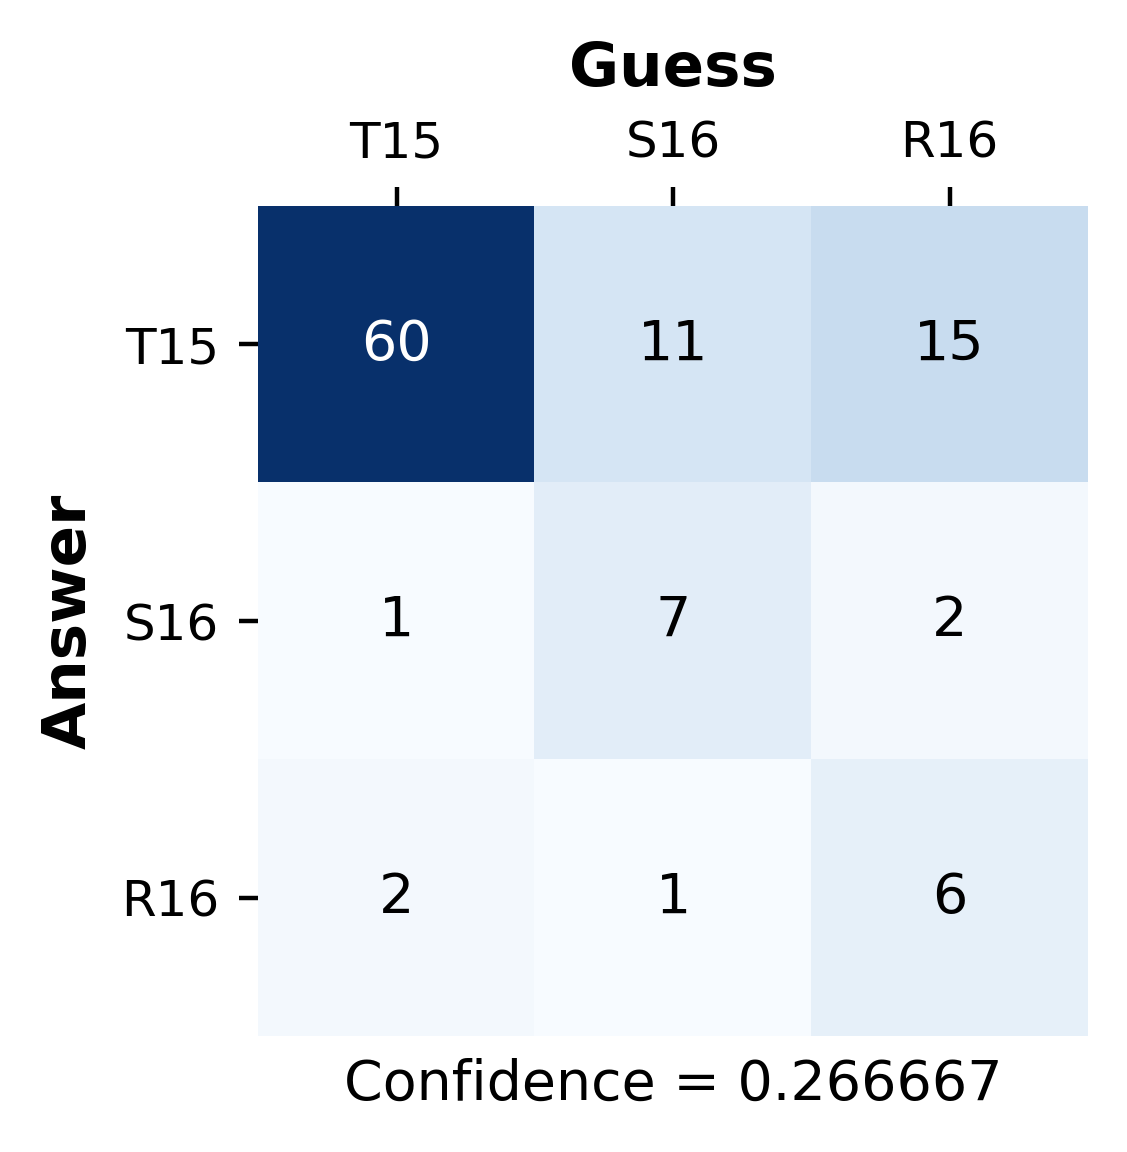 Guess
T15 S16 R16
Answer
T15 60 11 15
S16 1 7 2
R16 2 1 6
Confidence = 0.266667